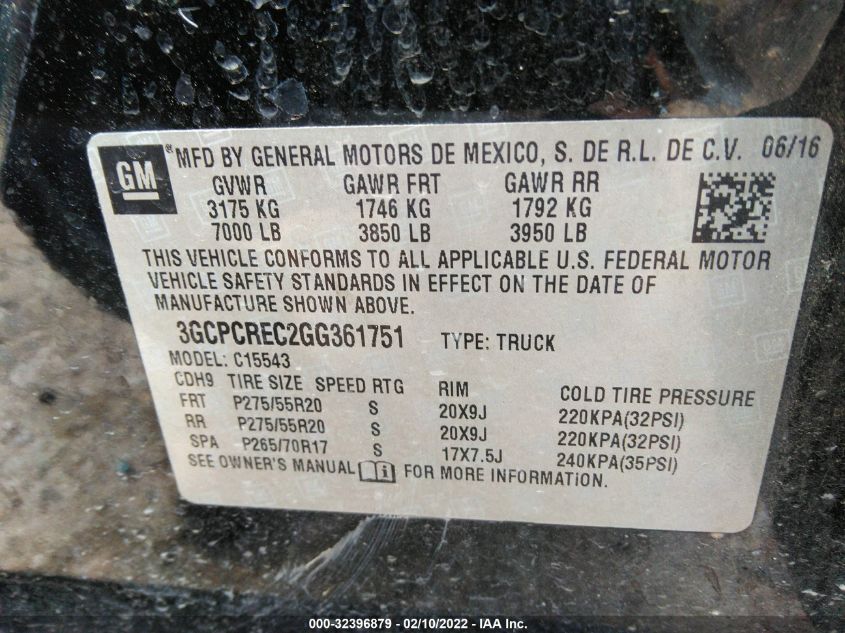 GM ® MFD BY GENERAL MOTORS DE MEXICO, S. DE R.L. DE C.V. 06/16
GVWR GAWR FRT GAWR RR
3175 KG 1746 KG 1792 KG
7000 LB 3850 LB 3950 LB
THIS VEHICLE CONFORMS TO ALL APPLICABLE U.S. FEDERAL MOTOR
VEHICLE SAFETY STANDARDS IN EFFECT ON THE DATE OF
MANUFACTURE SHOWN ABOVE.
3GCPCREC2GG361751 TYPE: TRUCK
MODEL: C15543
CDH9 TIRE SIZE SPEED RTG RIM COLD TIRE PRESSURE
FRT P275/55R20 S 20X9J 220KPA(32PSI)
RR P275/55R20 S 20X9J 220KPA(32PSI)
SPA P265/70R17 S 17X7.5J 240KPA(35PSI)
SEE OWNER'S MANUAL i FOR MORE INFORMATION.
000-32396879 - 02/10/2022 - IAA Inc.